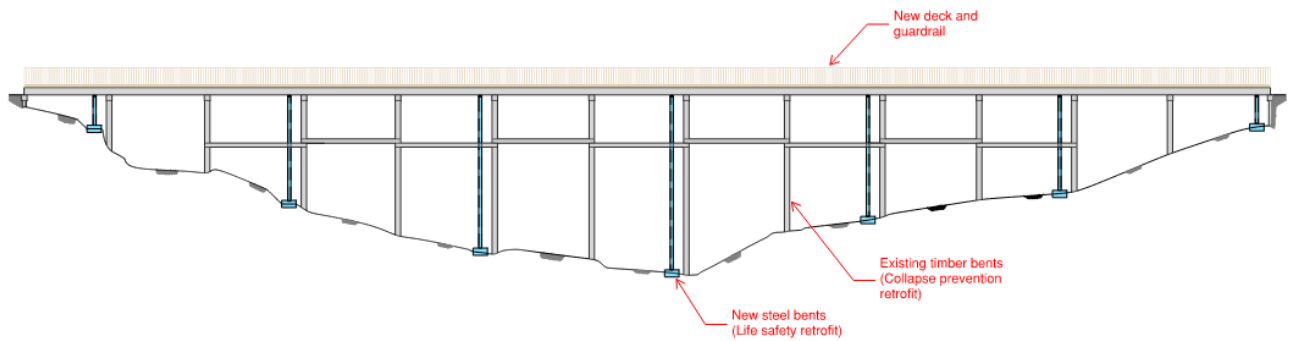 New deck and
guardrail
Existing timber bents
(Collapse prevention
retrofit)
New steel bents
(Life safety retrofit)